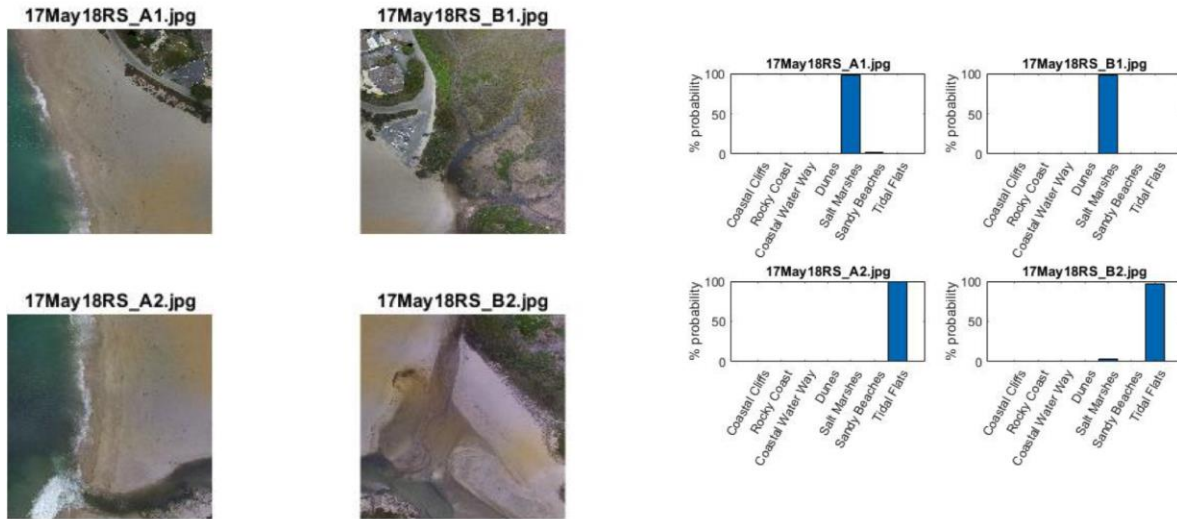 17May18RS_A1.jpg
17May18RS_B1.jpg
17May18RS_A2.jpg
17May18RS_B2.jpg
17May18RS_A1.jpg
% probability
100
50
0
Coastal Cliffs
Rocky Coast
Coastal Water Way
Dunes
Salt Marshes
Sandy Beaches
Tidal Flats
17May18RS_B1.jpg
% probability
100
50
0
Coastal Cliffs
Rocky Coast
Coastal Water Way
Dunes
Salt Marshes
Sandy Beaches
Tidal Flats
17May18RS_A2.jpg
% probability
100
50
0
Coastal Cliffs
Rocky Coast
Coastal Water Way
Dunes
Salt Marshes
Sandy Beaches
Tidal Flats
17May18RS_B2.jpg
% probability
100
50
0
Coastal Cliffs
Rocky Coast
Coastal Water Way
Dunes
Salt Marshes
Sandy Beaches
Tidal Flats